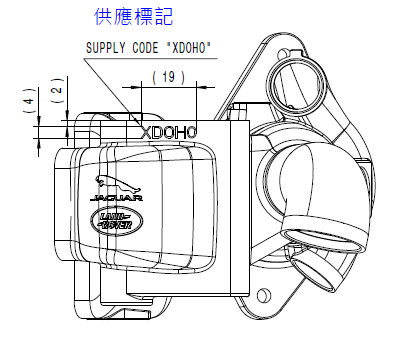 供應標記
SUPPLY CODE "XDOHO"
( 19 )
( 2 )
( 4 )
XDOHO
JAGUAR
LAND-
-ROVER